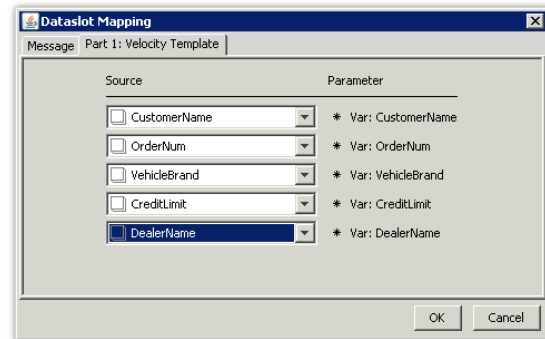 Dataslot Mapping
Message Part 1: Velocity Template
Source Parameter
CustomerName * Var: CustomerName
OrderNum * Var: OrderNum
VehicleBrand * Var: VehicleBrand
CreditLimit * Var: CreditLimit
DealerName * Var: DealerName
OK Cancel